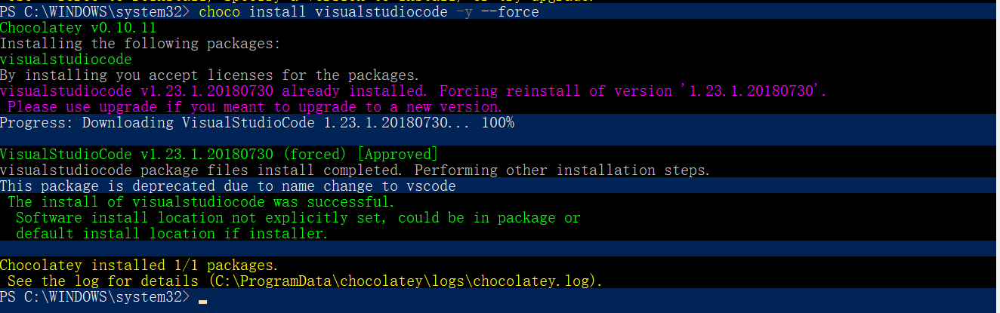 PS C:\WINDOWS\system32> choco install visualstudiocode -y --force
Chocolatey v0.10.11
Installing the following packages:
visualstudiocode
By installing you accept licenses for the packages.
visualstudiocode v1.23.1.20180730 already installed. Forcing reinstall of version '1.23.1.20180730'.
Please use upgrade if you meant to upgrade to a new version.
Progress: Downloading VisualStudioCode 1.23.1.20180730... 100%
VisualStudioCode v1.23.1.20180730 (forced) [Approved]
visualstudiocode package files install completed. Performing other installation steps.
This package is deprecated due to name change to vscode
The install of visualstudiocode was successful.
Software install location not explicitly set, could be in package or
default install location if installer.
Chocolatey installed 1/1 packages.
See the log for details (C:\ProgramData\chocolatey\logs\chocolatey.log).
PS C:\WINDOWS\system32>